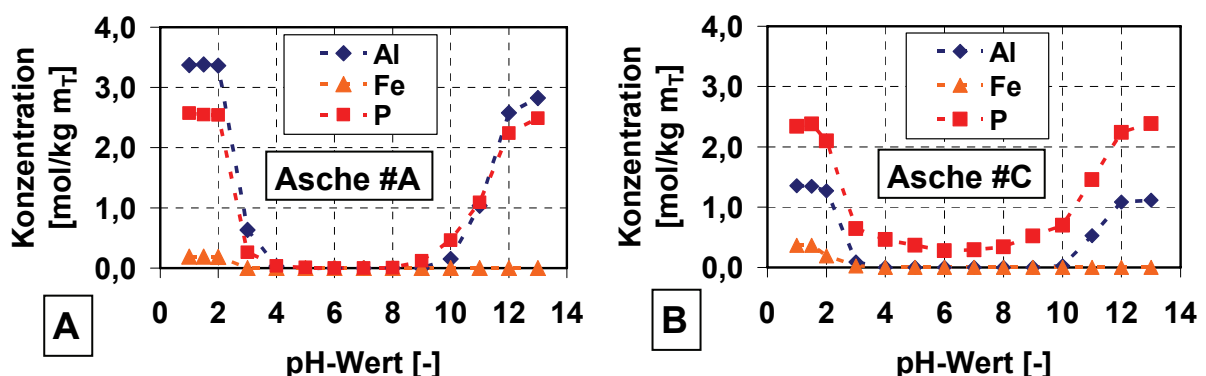 Konzentration
[mol/kg mT]
4,0
3,0
2,0
1,0
0,0
Al
Fe
P
Asche #A
0 2 4 6 8 10 12 14
pH-Wert [-]
A
Konzentration
[mol/kg mT]
4,0
3,0
2,0
1,0
0,0
Al
Fe
P
Asche #C
0 2 4 6 8 10 12 14
pH-Wert [-]
B